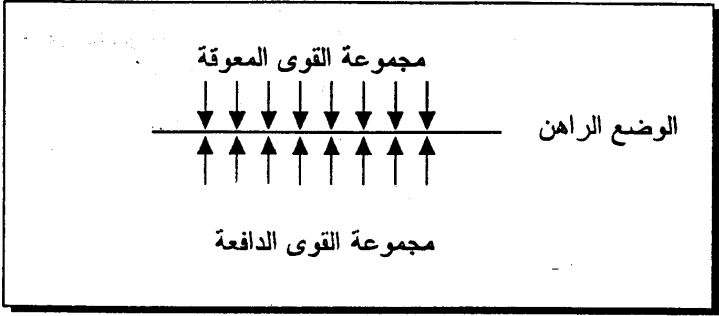 مجموعة القوى المعوقة
الوضع الراهن
مجموعة القوى الدافعة